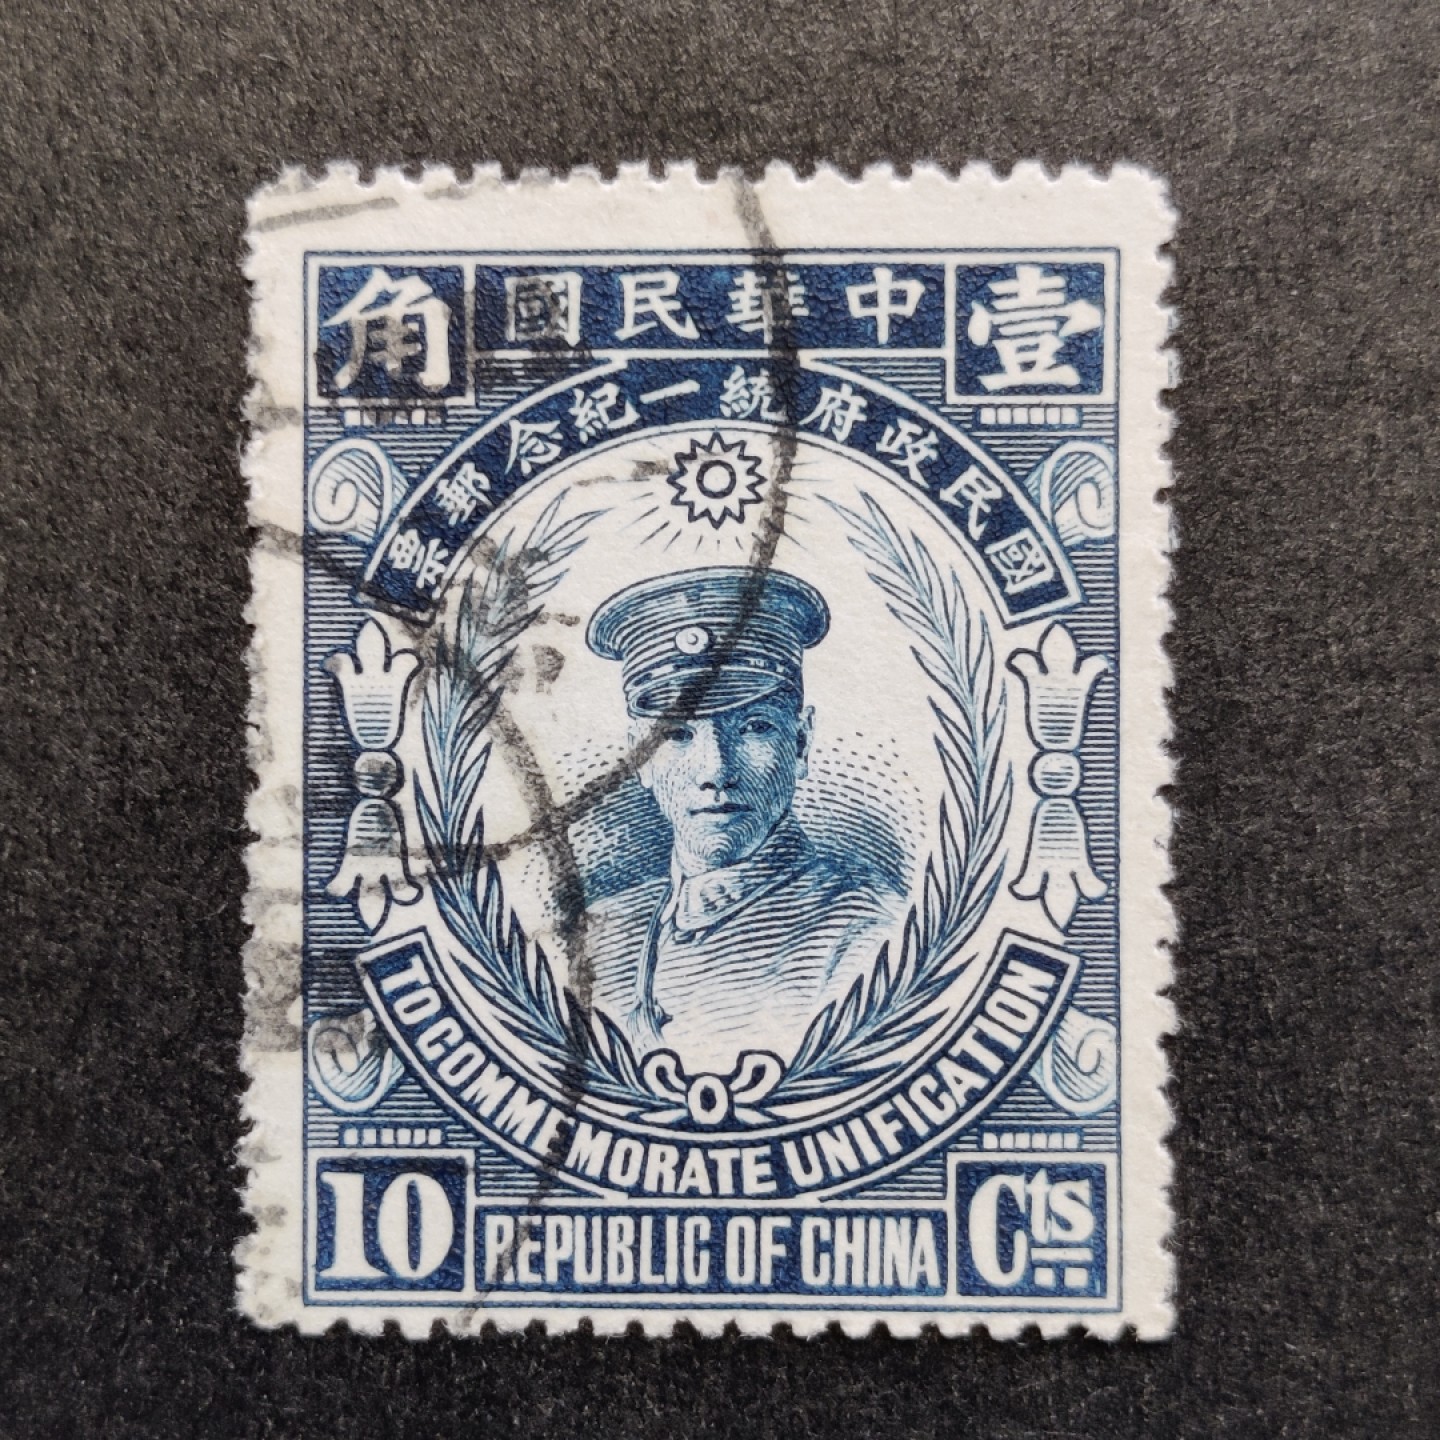 壹 中華民國 角
國民政府統一紀念郵票
TO COMMEMORATE UNIFICATION
10 REPUBLIC OF CHINA Cts